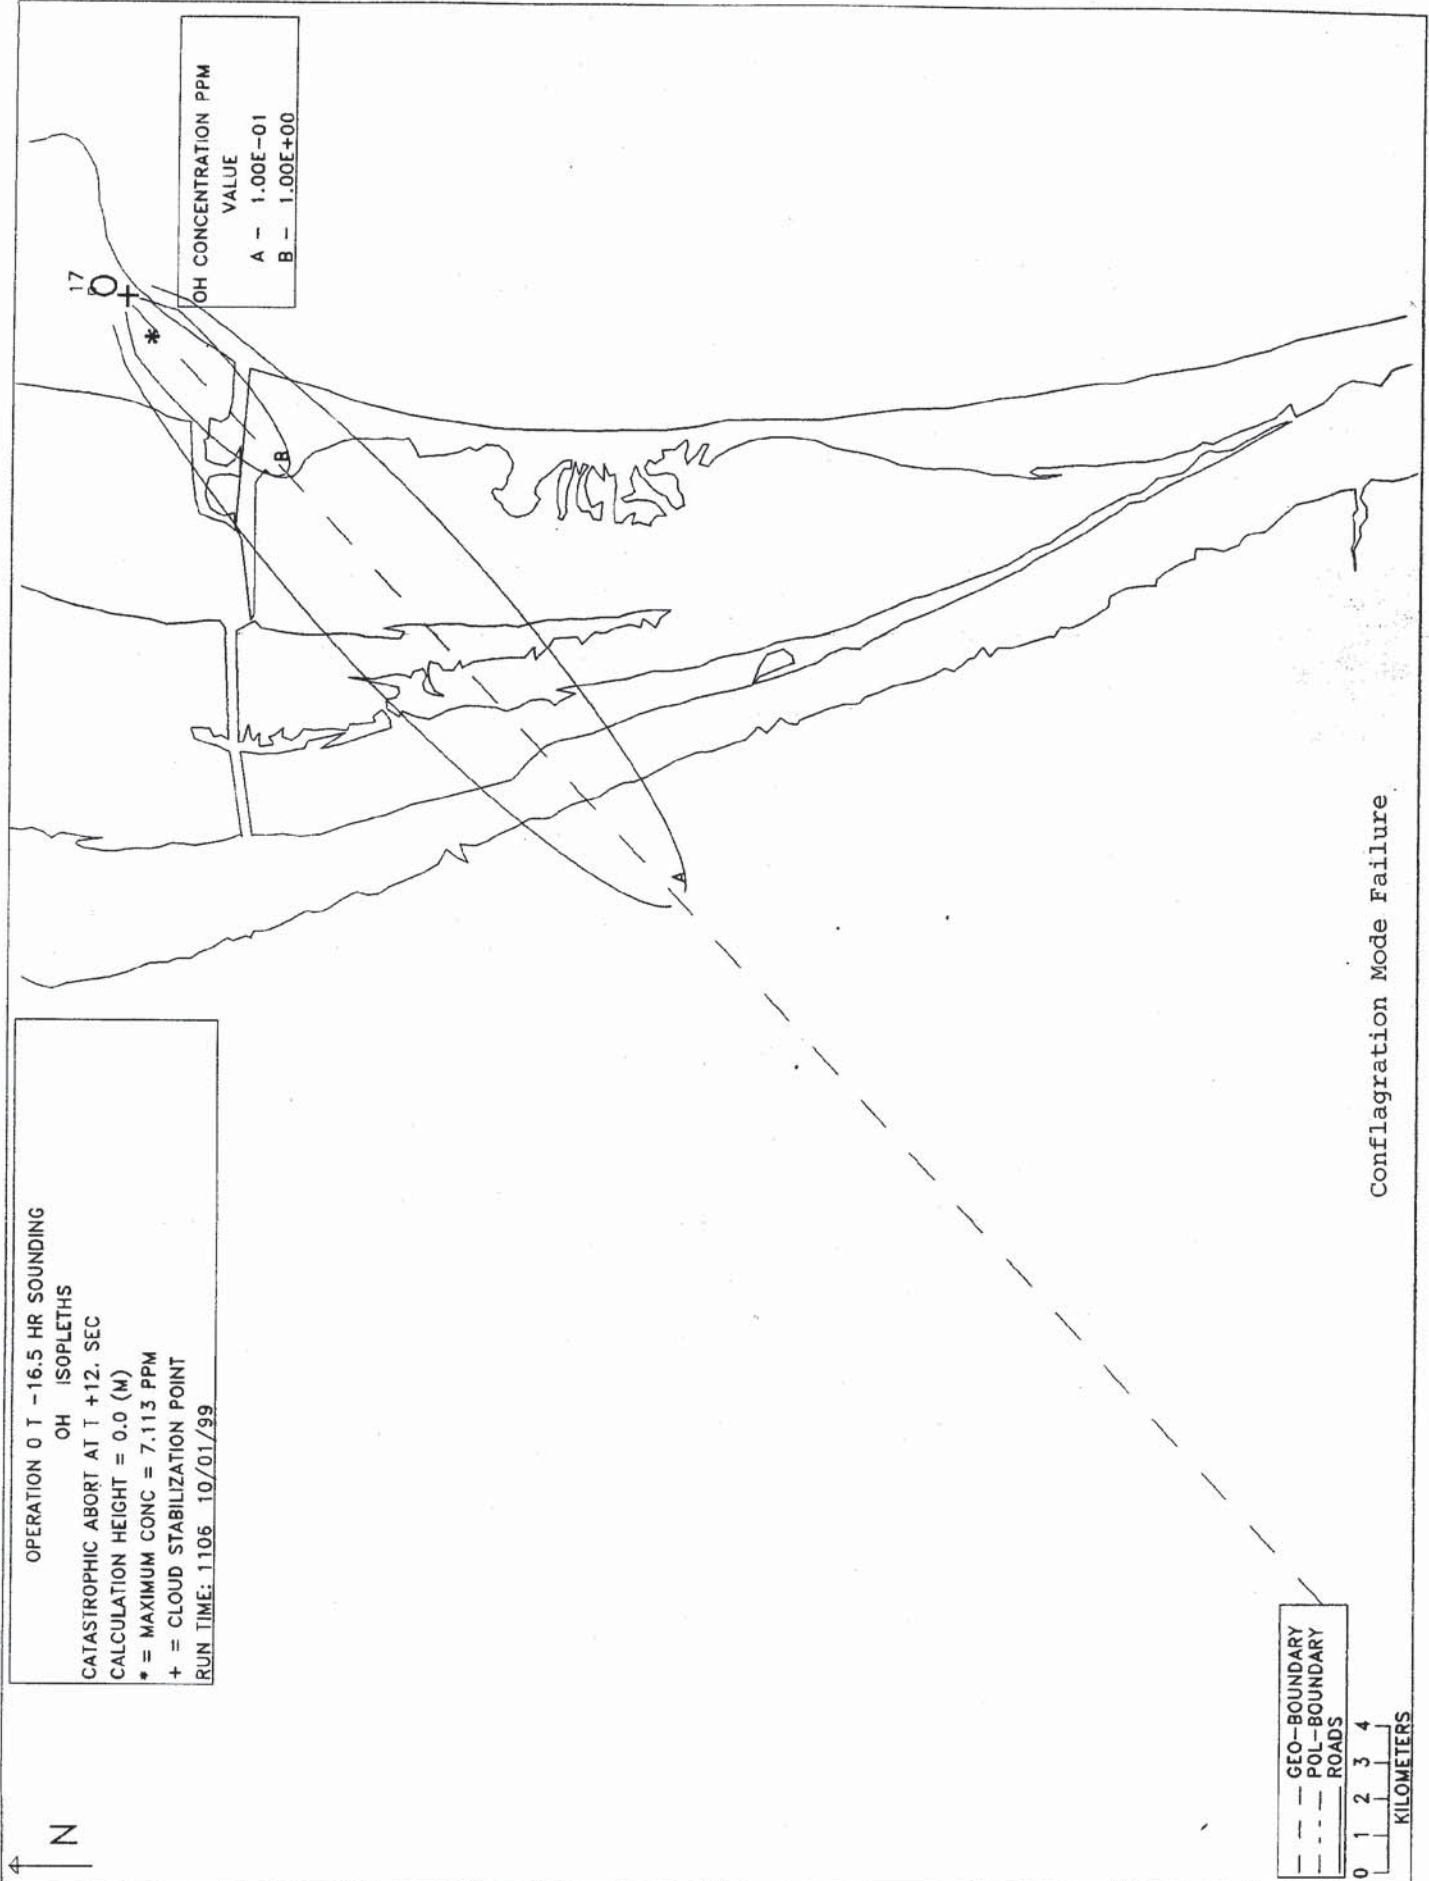 OPERATION 0 T -16.5 HR SOUNDING
OH ISOPLETHS
CATASTROPHIC ABORT AT T +12. SEC
CALCULATION HEIGHT = 0.0 (M)
* = MAXIMUM CONC = 7.113 PPM
+ = CLOUD STABILIZATION POINT
RUN TIME: 1106 10/01/99
N
17
OH CONCENTRATION PPM
VALUE
A - 1.00E-01
B - 1.00E+00
B
A
GEO-BOUNDARY
POL-BOUNDARY
ROADS
0 1 2 3 4
KILOMETERS
Conflagration Mode Failure